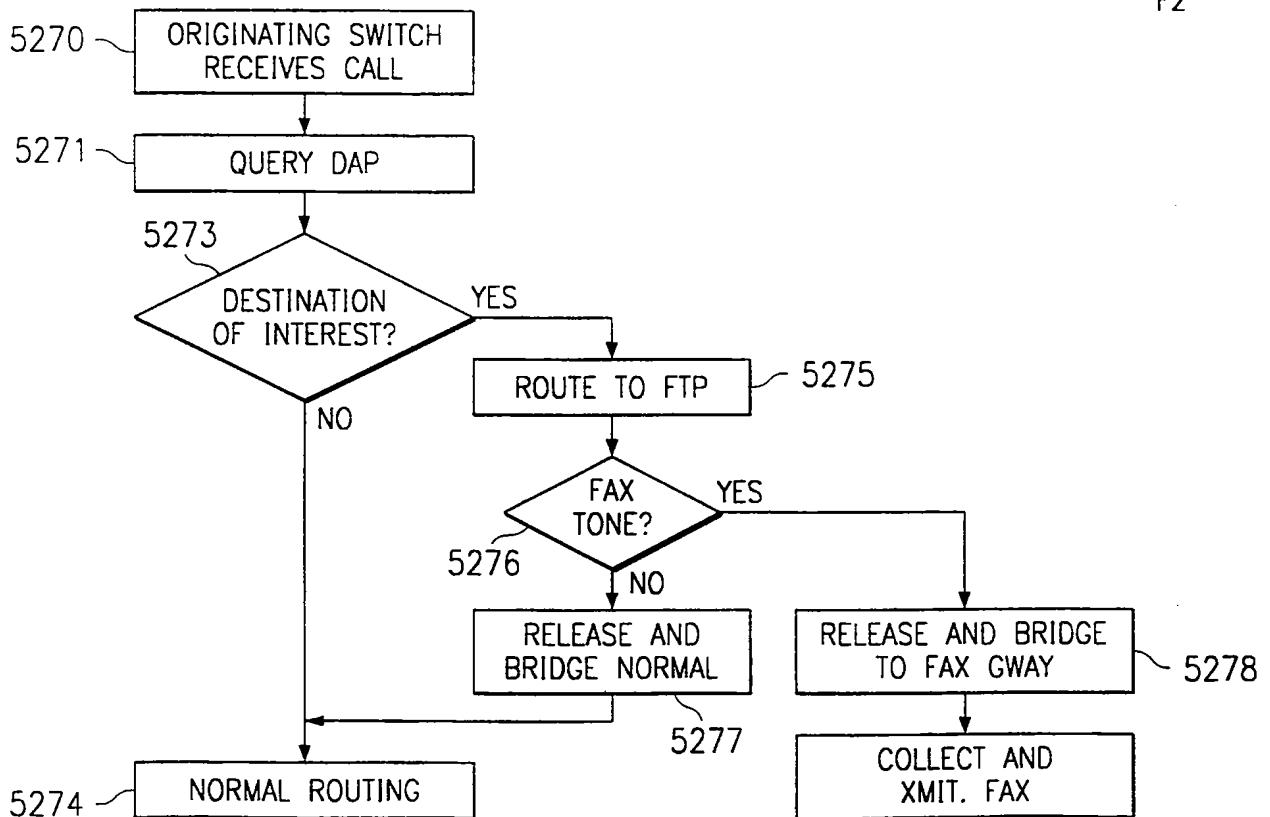 5270
ORIGINATING SWITCH
RECEIVES CALL
5271
QUERY DAP
5273
DESTINATION
OF INTEREST?
YES
NO
ROUTE TO FTP
5275
FAX
TONE?
YES
5276
NO
RELEASE AND
BRIDGE NORMAL
5277
RELEASE AND BRIDGE
TO FAX GWAY
5278
5274
NORMAL ROUTING
COLLECT AND
XMIT. FAX